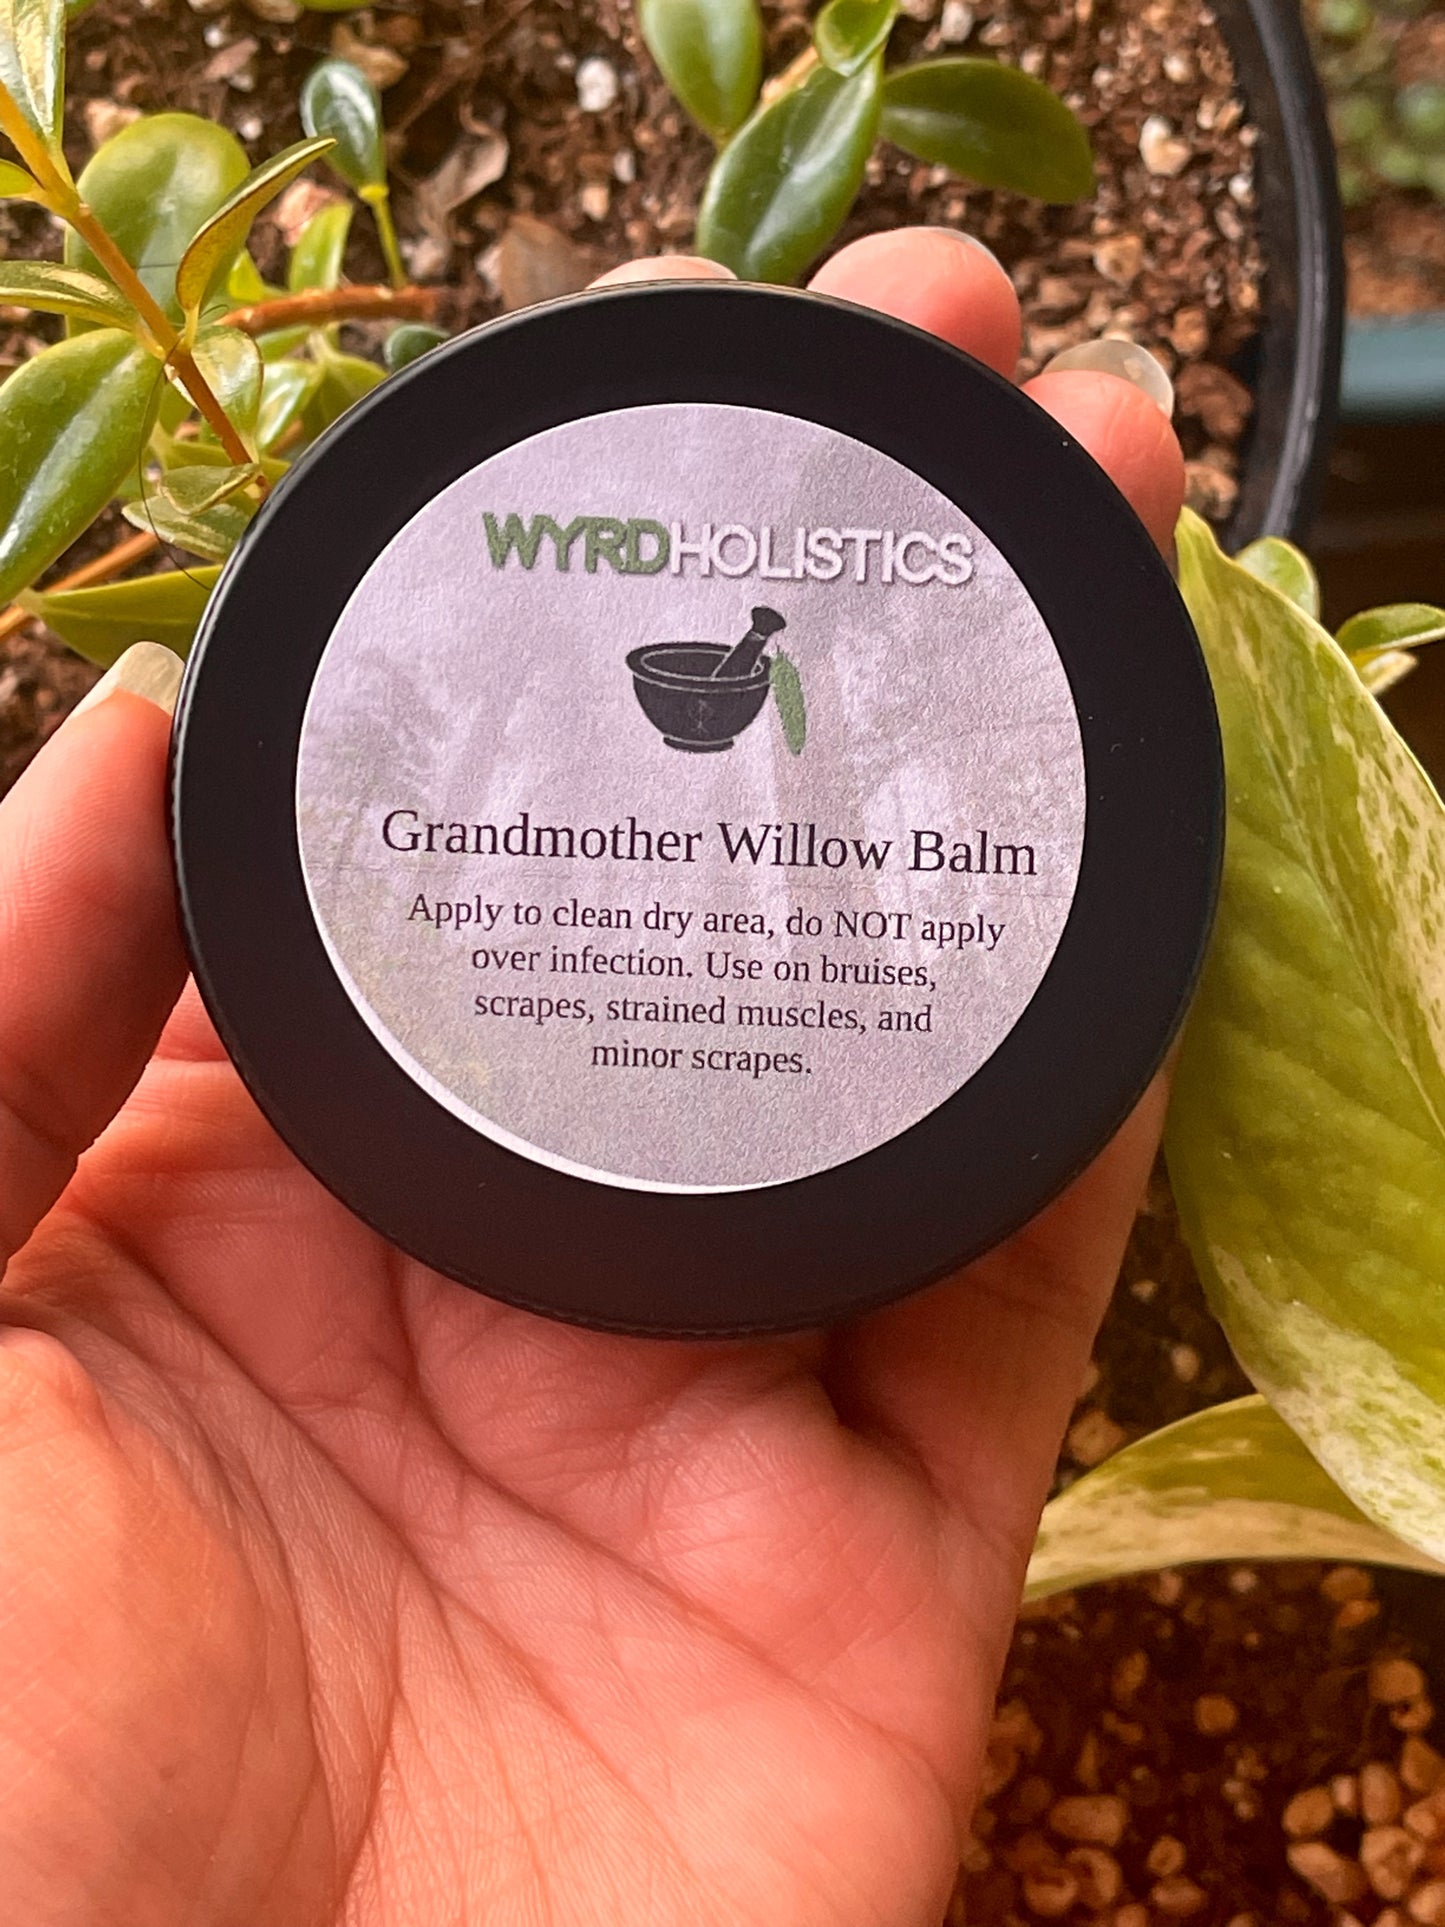 WYRDHOLISTICS
Grandmother Willow Balm
Apply to clean dry area, do NOT apply
over infection. Use on bruises,
scrapes, strained muscles, and
minor scrapes.